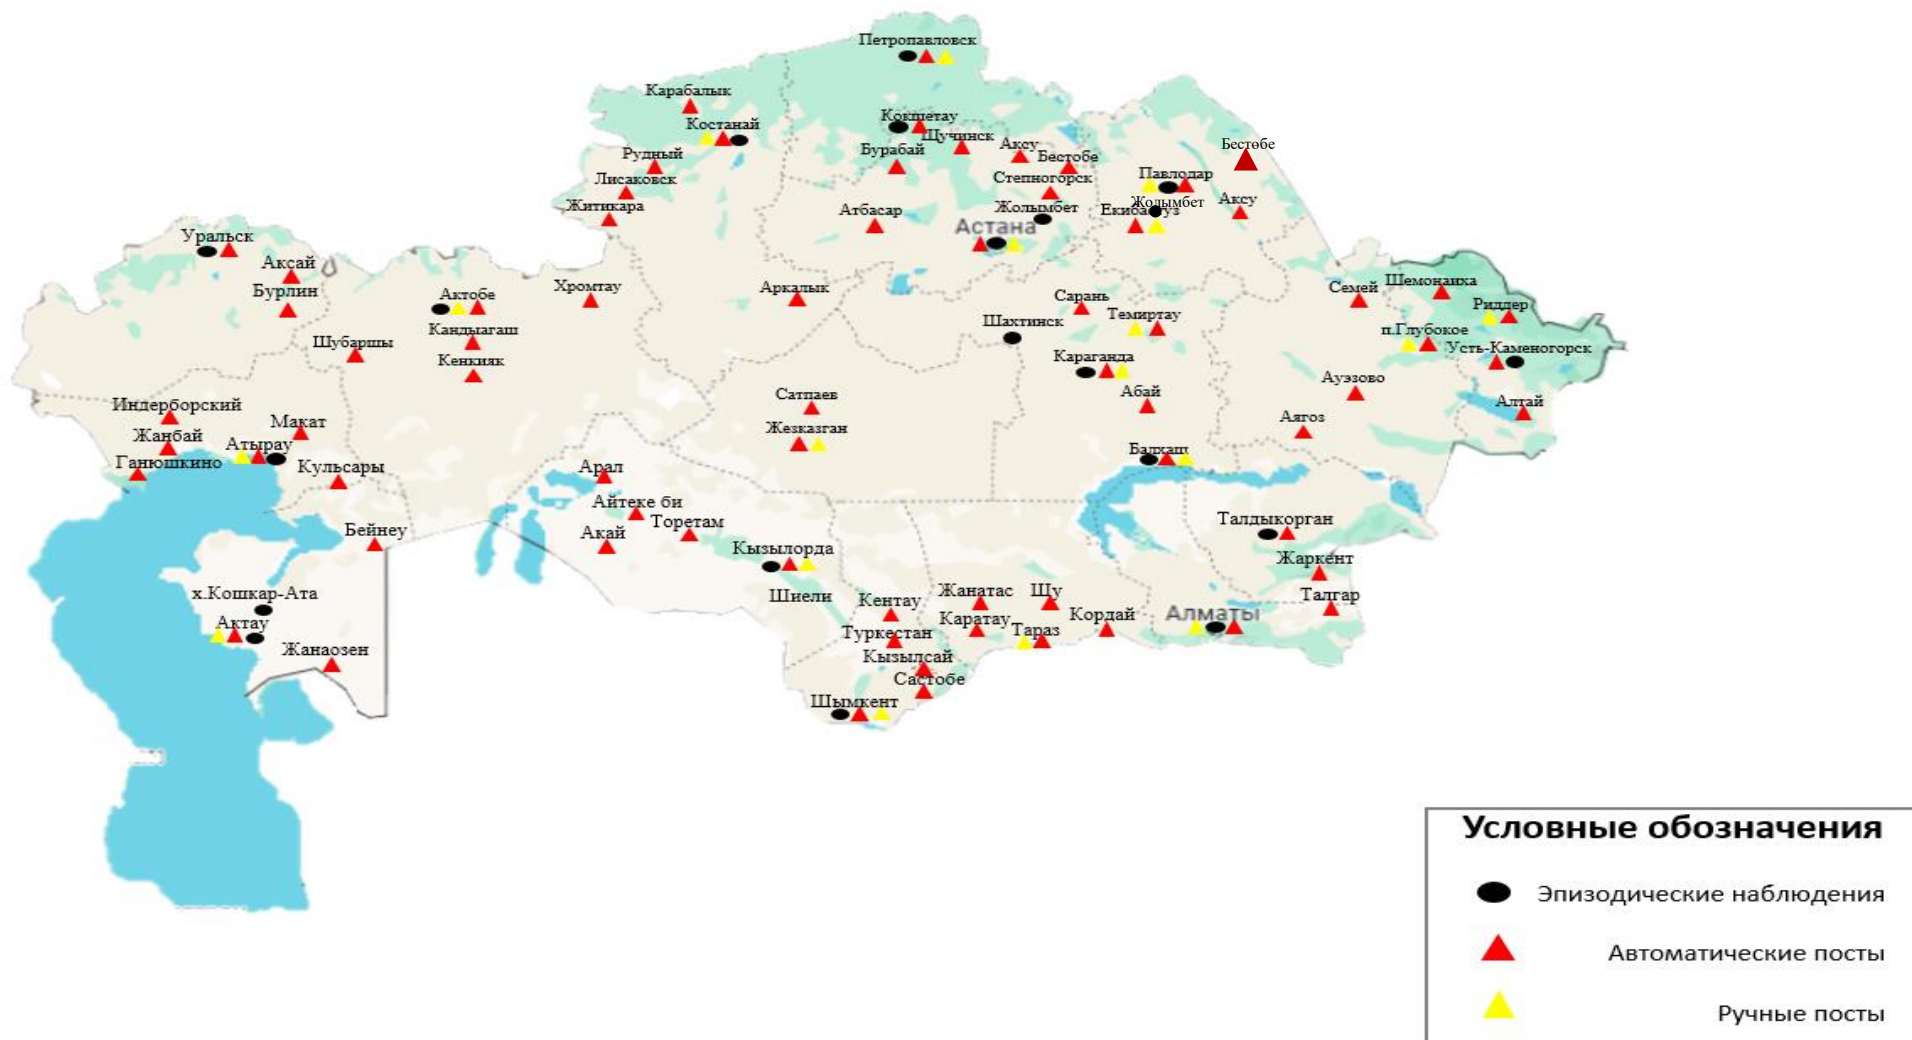 Петропавловск
Карабалык
Костанай
Кокшетау
Щучинск
Аксу
Бестобе
Бестөбе
Бурабай
Рудный
Лисаковск
Степногорск
Павлодар
Житикара
Атбасар
Жолымбет
Жолымбет
Екибастуз
Аксу
Астана
Уральск
Аксай
Бурлин
Актобе
Хромтау
Аркалык
Сарань
Семей
Шемонаиха
Риддер
Кандыагаш
Шахтинск
Темиртау
п.Глубокое
Шубаршы
Кенкияк
Караганда
Усть-Каменогорск
Сатпаев
Абай
Ауэзово
Алтай
Индерборский
Макат
Жезказган
Аягоз
Жанбай
Атырау
Балхаш
Ганюшкино
Кульсары
Арал
Айтеке би
Торетам
Талдыкорган
Бейнеу
Акай
Кызылорда
Жаркент
х.Кошкар-Ата
Шиели
Кентау
Жанатас
Шу
Талгар
Актау
Каратау
Тараз
Кордай
Алматы
Туркестан
Жанаозен
Кызылсай
Састобе
Шымкент
Условные обозначения
Эпизодические наблюдения
Автоматические посты
Ручные посты